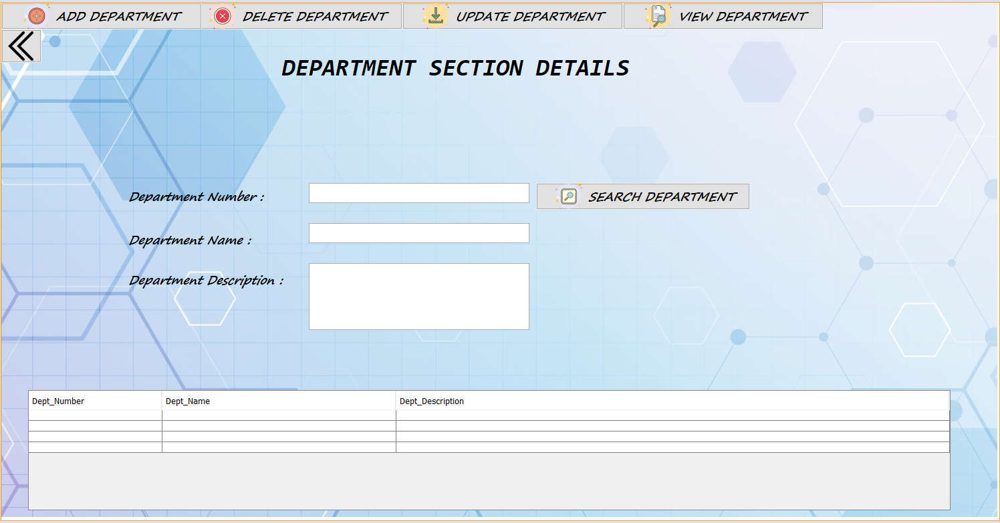 ADD DEPARTMENT DELETE DEPARTMENT UPDATE DEPARTMENT VIEW DEPARTMENT
DEPARTMENT SECTION DETAILS
Department Number : SEARCH DEPARTMENT
Department Name :
Department Description :
Dept_Number Dept_Name Dept_Description